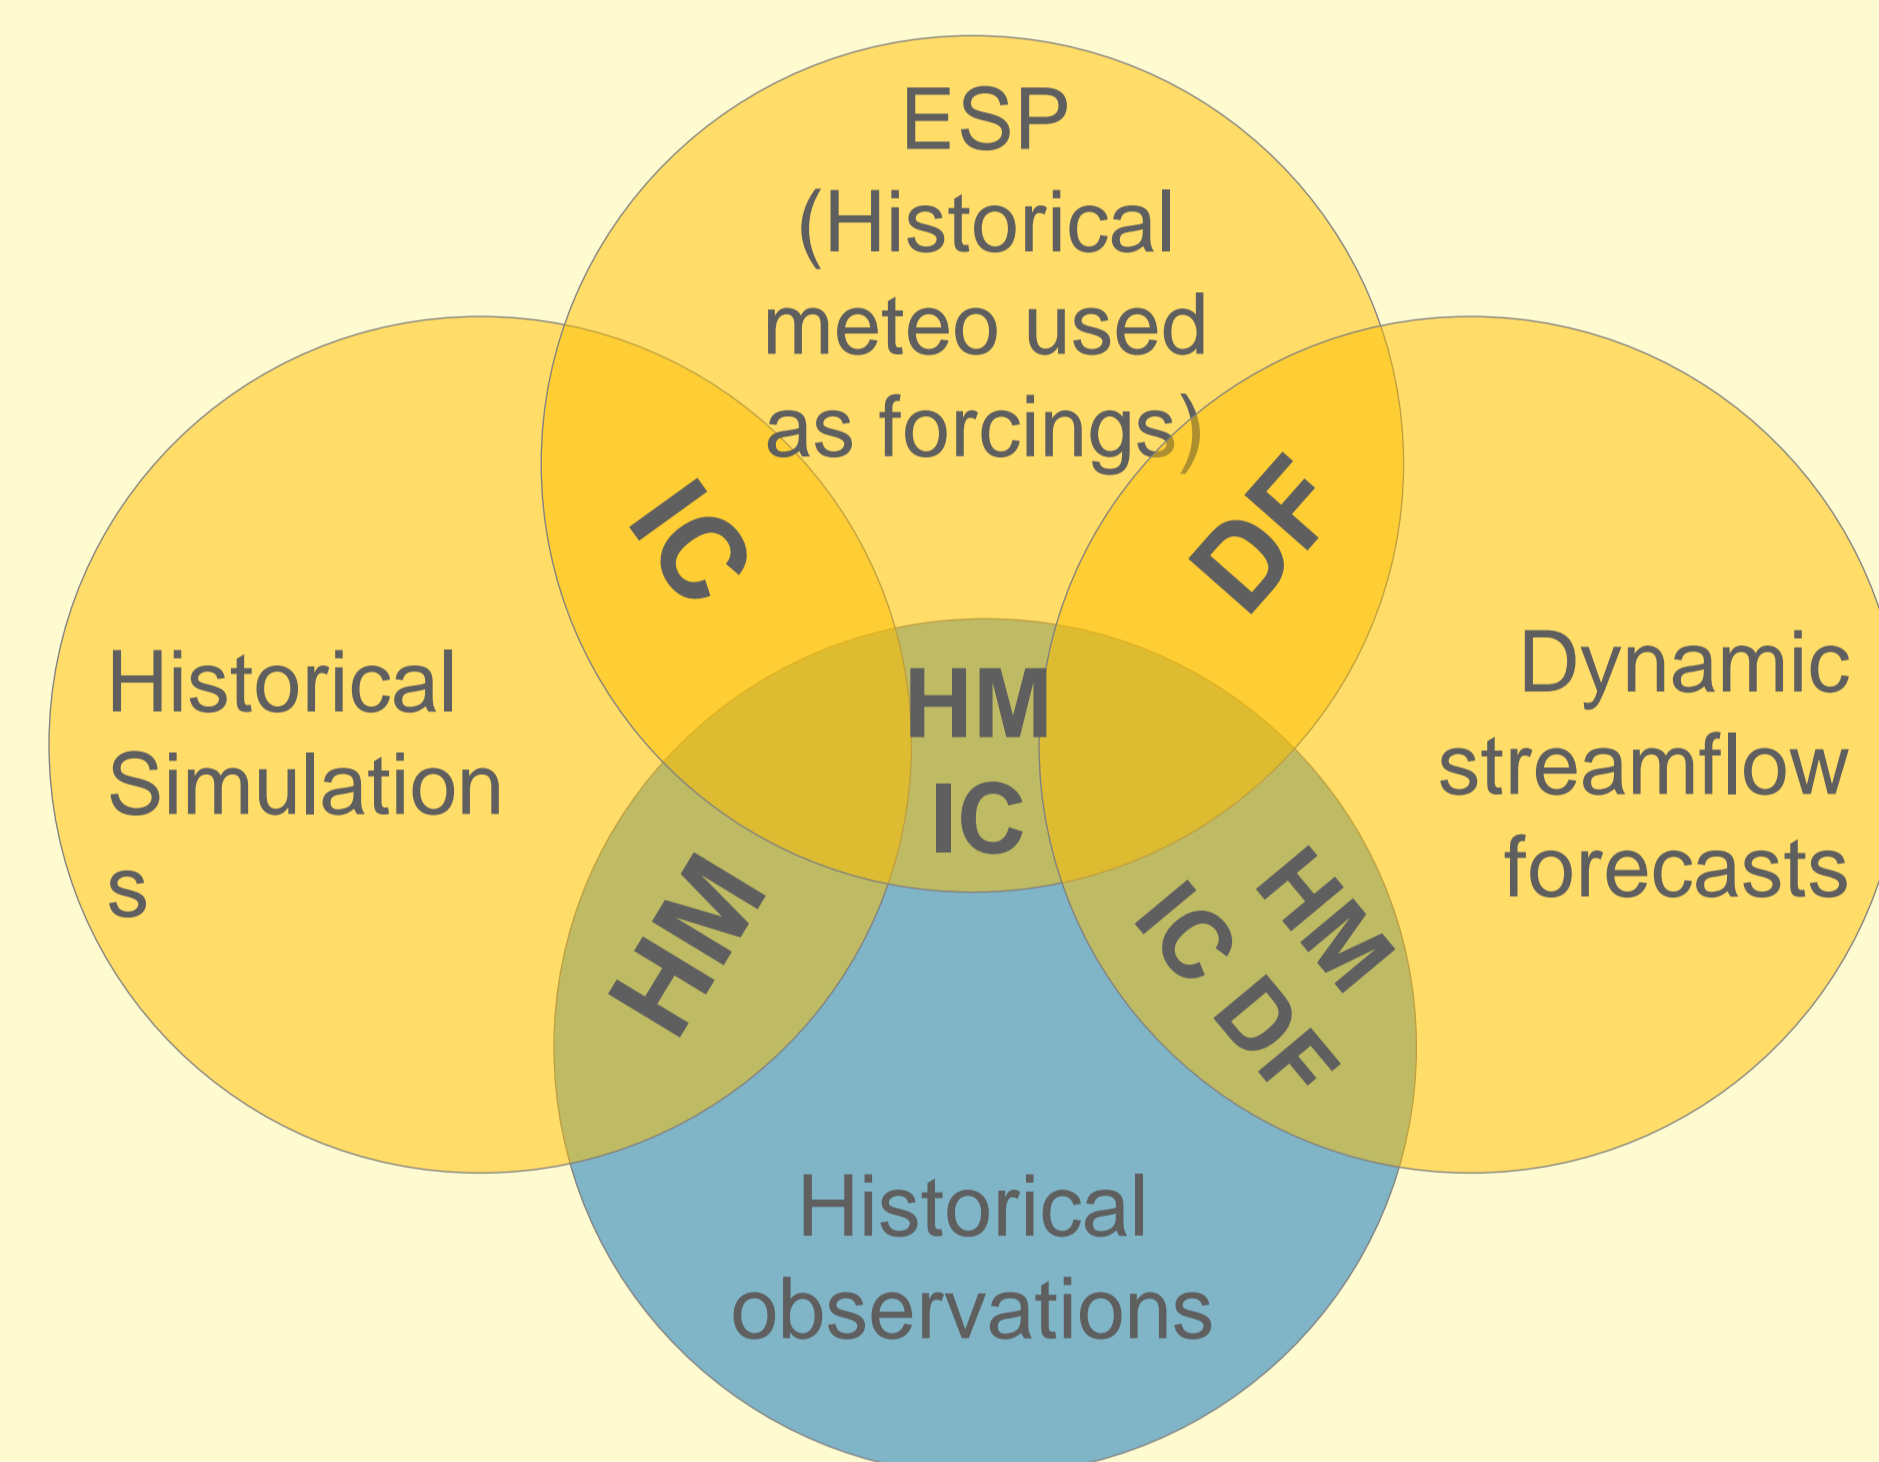 ESP
(Historical
meteo used
as forcings)
IC
DF
Historical
Simulation
s
HM
IC
Dynamic
streamflow
forecasts
HM
HM
IC DF
Historical
observations